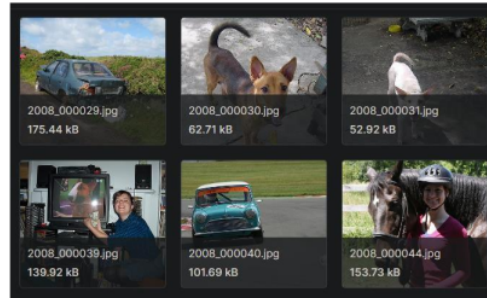 2008_000029.jpg
175.44 kB
2008_000030.jpg
62.71 kB
2008_000031.jpg
52.92 kB
2008_000039.jpg
139.92 kB
2008_000040.jpg
101.69 kB
2008_000044.jpg
153.73 kB